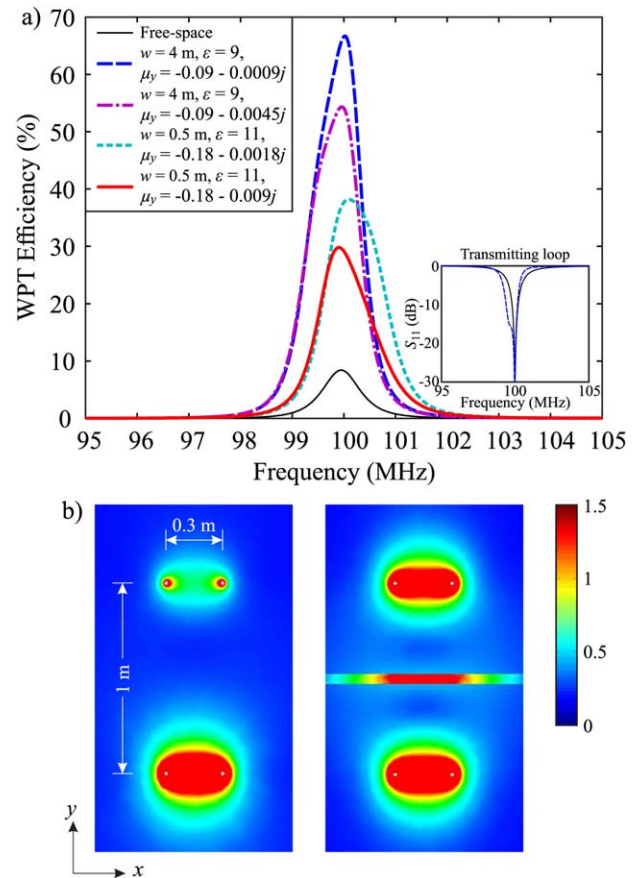 a)
70
60
50
40
30
20
10
0
WPT Efficiency (%)
Free-space
w = 4 m, ε = 9,
μy = -0.09 - 0.0009j
w = 4 m, ε = 9,
μy = -0.09 - 0.0045j
w = 0.5 m, ε = 11,
μy = -0.18 - 0.0018j
w = 0.5 m, ε = 11,
μy = -0.18 - 0.009j
Transmitting loop
0
-10
-20
-30
S11 (dB)
95 100 105
Frequency (MHz)
95 96 97 98 99 100 101 102 103 104 105
Frequency (MHz)
b)
0.3 m
1 m
y
x
1.5
1
0.5
0